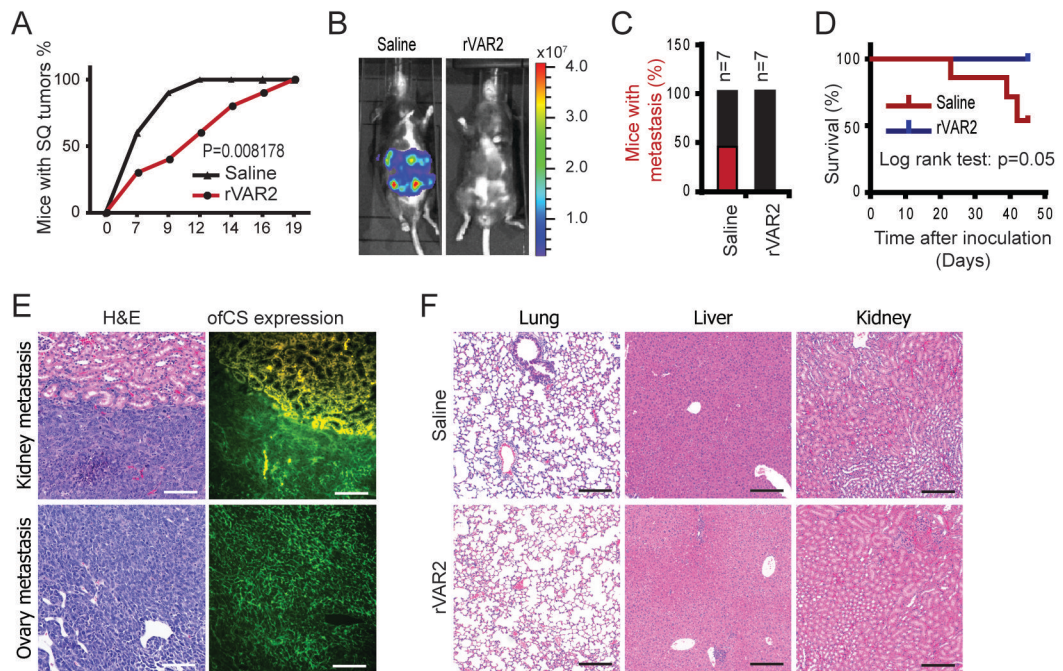 A
Mice with SQ tumors %
100
50
0
P=0.008178
Saline
rVAR2
0 7 9 12 14 16 19
B
Saline rVAR2
x10⁷
4.0
3.0
2.0
1.0
C
Mice with
metastasis (%)
150
100
50
0
n=7
n=7
Saline
rVAR2
D
Survival (%)
100
50
0
Saline
rVAR2
Log rank test: p=0.05
0 10 20 30 40 50
Time after inoculation
(Days)
E
H&E ofCS expression
Kidney metastasis
Ovary metastasis
F
Lung Liver Kidney
Saline
rVAR2